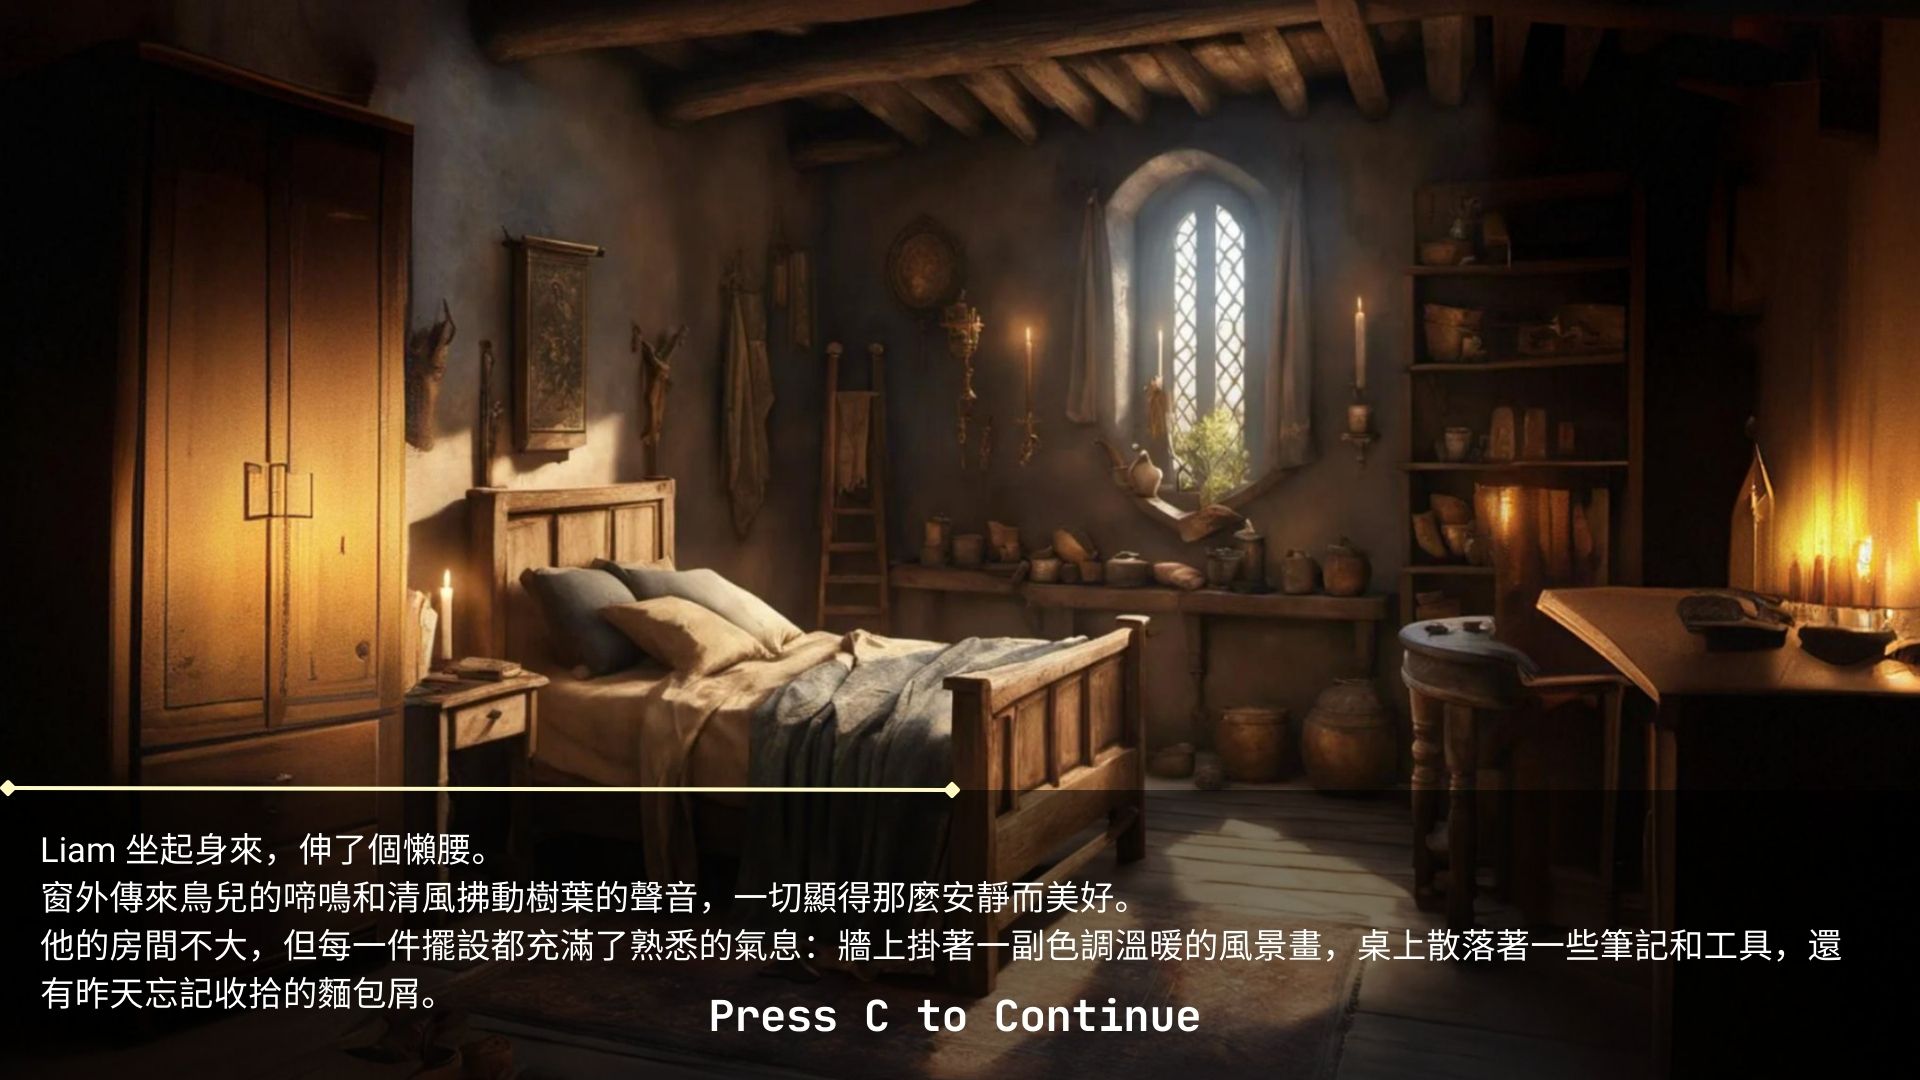 Liam 坐起身來，伸了個懶腰。
窗外傳來鳥兒的啼鳴和清風拂動樹葉的聲音，一切顯得那麼安靜而美好。
他的房間不大，但每一件擺設都充滿了熟悉的氣息：牆上掛著一副色調溫暖的風景畫，桌上散落著一些筆記和工具，還
有昨天忘記收拾的麵包屑。
Press C to Continue